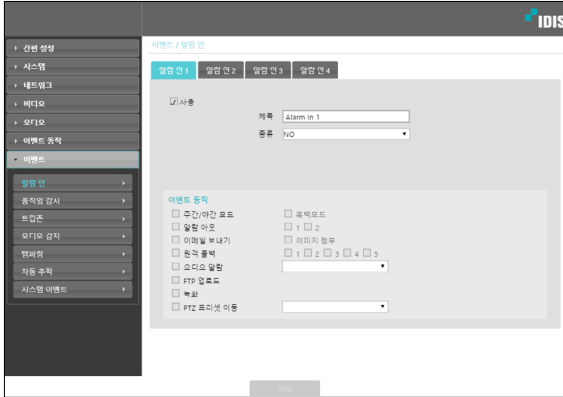 IDIS
간편 설정
시스템
네트워크
비디오
오디오
이벤트 동작
이벤트
알람 인
움직임 감지
트립존
오디오 감지
탬퍼링
자동 추적
시스템 이벤트
이벤트 / 알람 인
알람 인 1 알람 인 2 알람 인 3 알람 인 4
사용
제목 Alarm In 1
종류 NO
이벤트 동작
주간/야간 모드 흑백모드
알람 아웃 1 2
이메일 보내기 이미지 첨부
원격 콜백 1 2 3 4 5
오디오 알람
FTP 업로드
녹화
PTZ 프리셋 이동
저장